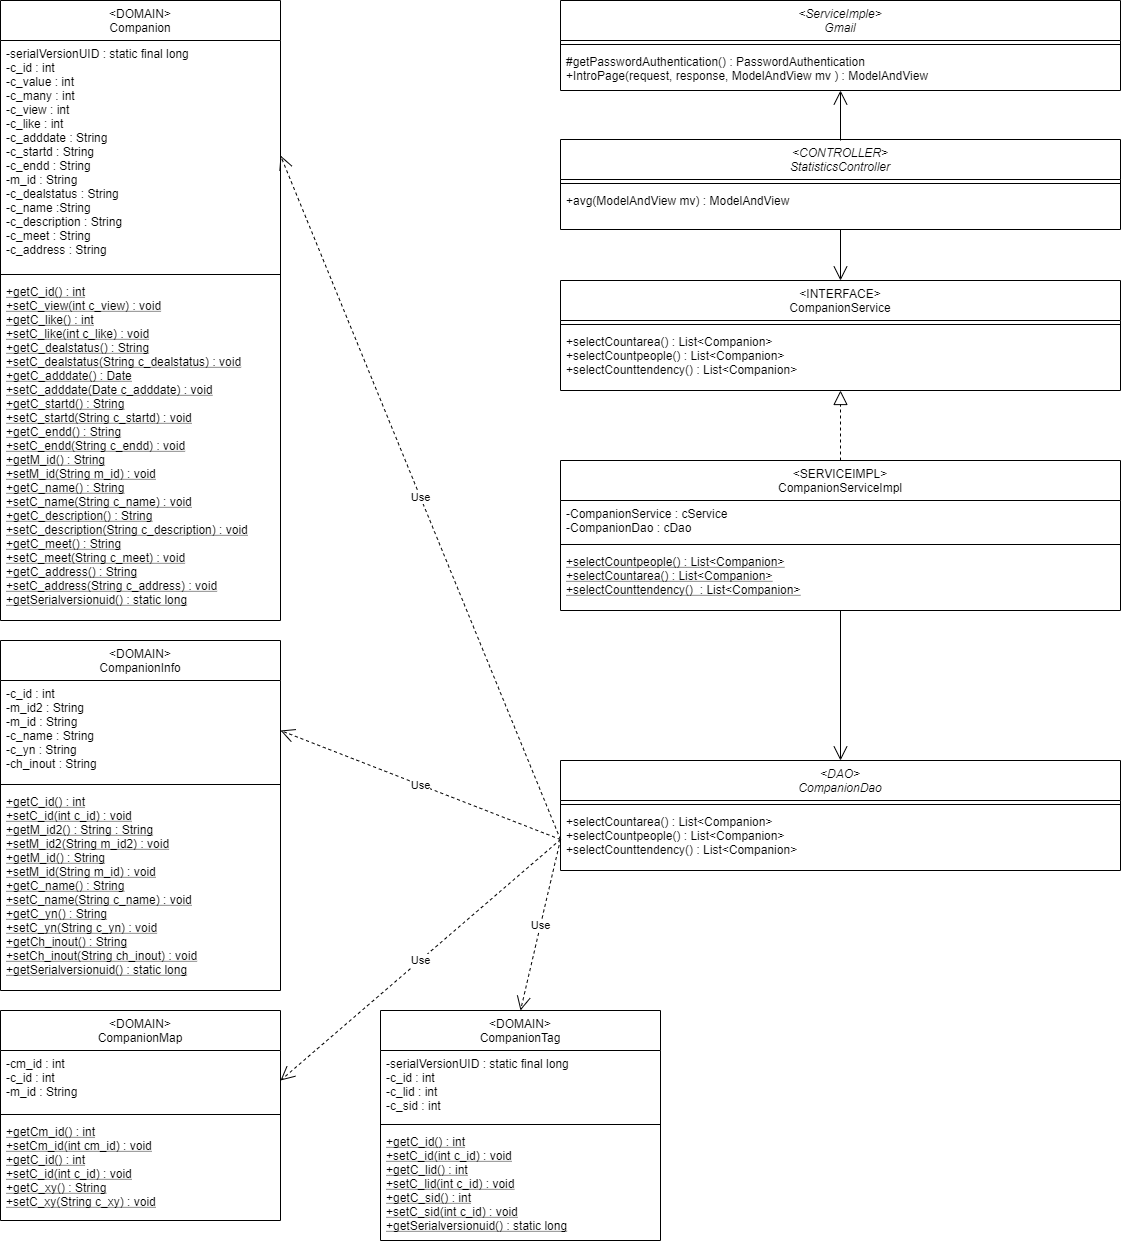 <DOMAIN>
Companion
-serialVersionUID : static final long
-c_id : int
-c_value : int
-c_many : int
-c_view : int
-c_like : int
-c_adddate : String
-c_startd : String
-c_endd : String
-m_id : String
-c_dealstatus : String
-c_name :String
-c_description : String
-c_meet : String
-c_address : String
+getC_id() : int
+setC_view(int c_view) : void
+getC_like() : int
+setC_like(int c_like) : void
+getC_dealstatus() : String
+setC_dealstatus(String c_dealstatus) : void
+getC_adddate() : Date
+setC_adddate(Date c_adddate) : void
+getC_startd() : String
+setC_startd(String c_startd) : void
+getC_endd() : String
+setC_endd(String c_endd) : void
+getM_id() : String
+setM_id(String m_id) : void
+getC_name() : String
+setC_name(String c_name) : void
+getC_description() : String
+setC_description(String c_description) : void
+getC_meet() : String
+setC_meet(String c_meet) : void
+getC_address() : String
+setC_address(String c_address) : void
+getSerialversionuid() : static long
<ServiceImple>
Gmail
#getPasswordAuthentication() : PasswordAuthentication
+IntroPage(request, response, ModelAndView mv ) : ModelAndView
<CONTROLLER>
StatisticsController
+avg(ModelAndView mv) : ModelAndView
<INTERFACE>
CompanionService
+selectCountarea() : List<Companion>
+selectCountpeople() : List<Companion>
+selectCounttendency() : List<Companion>
<SERVICEIMPL>
CompanionServiceImpl
-CompanionService : cService
-CompanionDao : cDao
+selectCountpeople() : List<Companion>
+selectCountarea() : List<Companion>
+selectCounttendency() : List<Companion>
Use
<DOMAIN>
CompanionInfo
-c_id : int
-m_id2 : String
-m_id : String
-c_name : String
-c_yn : String
-ch_inout : String
+getC_id() : int
+setC_id(int c_id) : void
+getM_id2() : String : String
+setM_id2(String m_id2) : void
+getM_id() : String
+setM_id(String m_id) : void
+getC_name() : String
+setC_name(String c_name) : void
+getC_yn() : String
+setC_yn(String c_yn) : void
+getCh_inout() : String
+setCh_inout(String ch_inout) : void
+getSerialversionuid() : static long
Use
<DAO>
CompanionDao
+selectCountarea() : List<Companion>
+selectCountpeople() : List<Companion>
+selectCounttendency() : List<Companion>
Use
Use
<DOMAIN>
CompanionMap
-cm_id : int
-c_id : int
-m_id : String
+getCm_id() : int
+setCm_id(int cm_id) : void
+getC_id() : int
+setC_id(int c_id) : void
+getC_xy() : String
+setC_xy(String c_xy) : void
<DOMAIN>
CompanionTag
-serialVersionUID : static final long
-c_id : int
-c_lid : int
-c_sid : int
+getC_id() : int
+setC_id(int c_id) : void
+getC_lid() : int
+setC_lid(int c_id) : void
+getC_sid() : int
+setC_sid(int c_id) : void
+getSerialversionuid() : static long